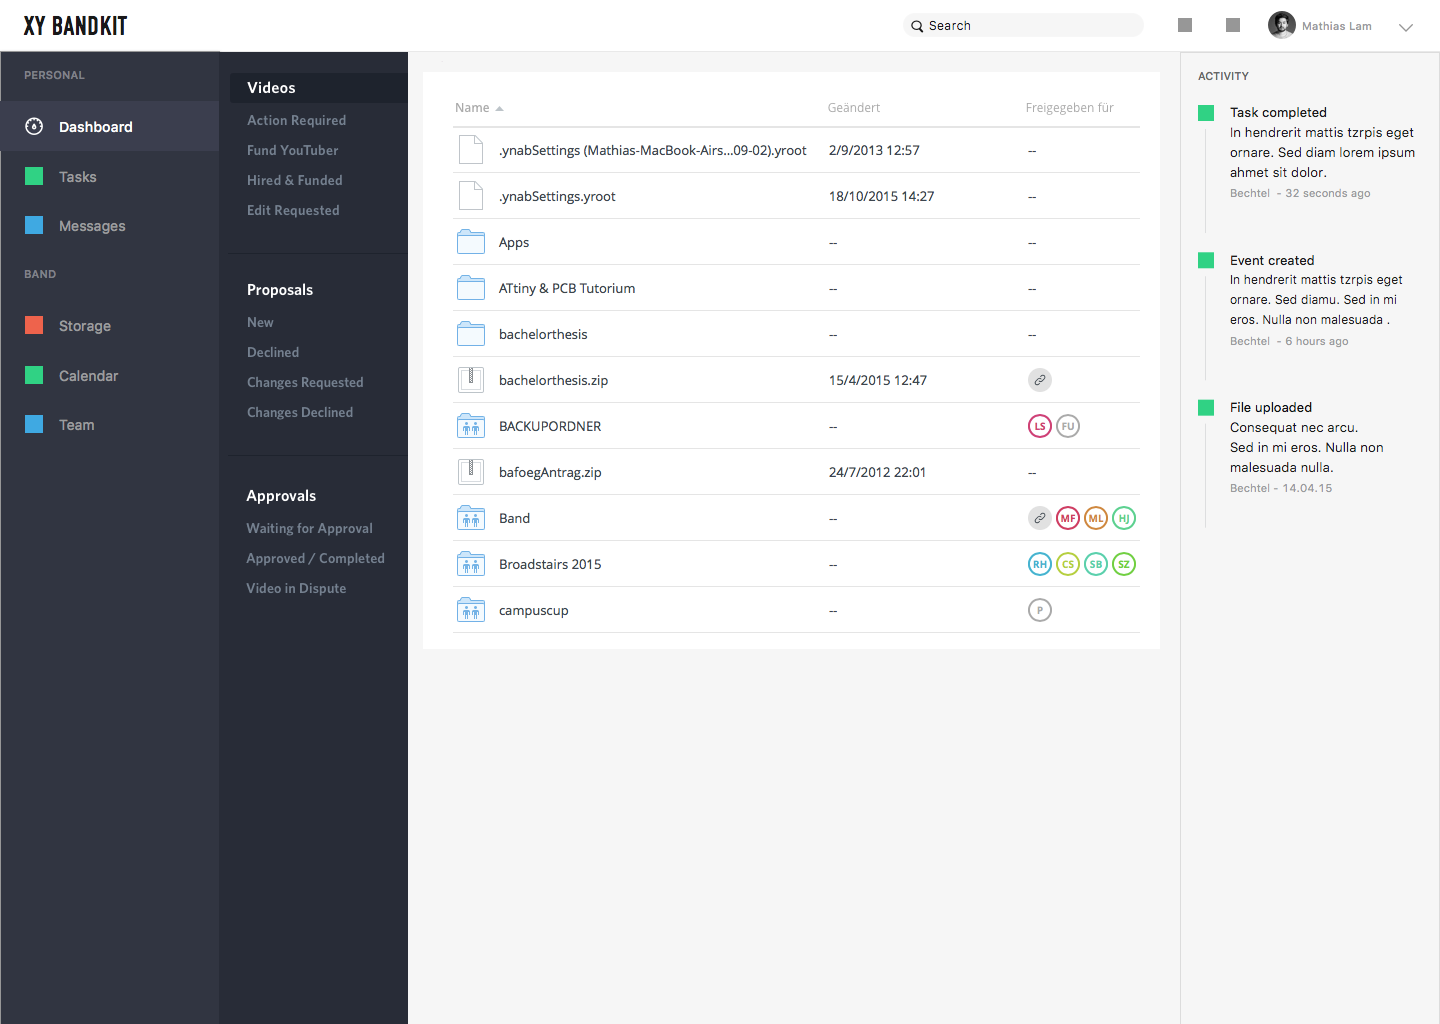 XY BANDKIT
Search
Mathias Lam
PERSONAL
Dashboard
Tasks
Messages
BAND
Storage
Calendar
Team
Videos
Action Required
Fund YouTuber
Hired & Funded
Edit Requested
Proposals
New
Declined
Changes Requested
Changes Declined
Approvals
Waiting for Approval
Approved / Completed
Video in Dispute
Name Geändert Freigegeben für
.ynabSettings (Mathias-MacBook-Airs...09-02).yroot 2/9/2013 12:57 --
.ynabSettings.yroot 18/10/2015 14:27 --
Apps -- --
ATtiny & PCB Tutorium -- --
bachelorthesis -- --
bachelorthesis.zip 15/4/2015 12:47
BACKUPORDNER -- LS FU
bafoegAntrag.zip 24/7/2012 22:01 --
Band -- MF ML HJ
Broadstairs 2015 -- RH CS SB SZ
campuscup -- P
ACTIVITY
Task completed
In hendrerit mattis tzrpis eget
ornare. Sed diam lorem ipsum
ahmet sit dolor.
Bechtel - 32 seconds ago
Event created
In hendrerit mattis tzrpis eget
ornare. Sed diamu. Sed in mi
eros. Nulla non malesuada .
Bechtel - 6 hours ago
File uploaded
Consequat nec arcu.
Sed in mi eros. Nulla non
malesuada nulla.
Bechtel - 14.04.15